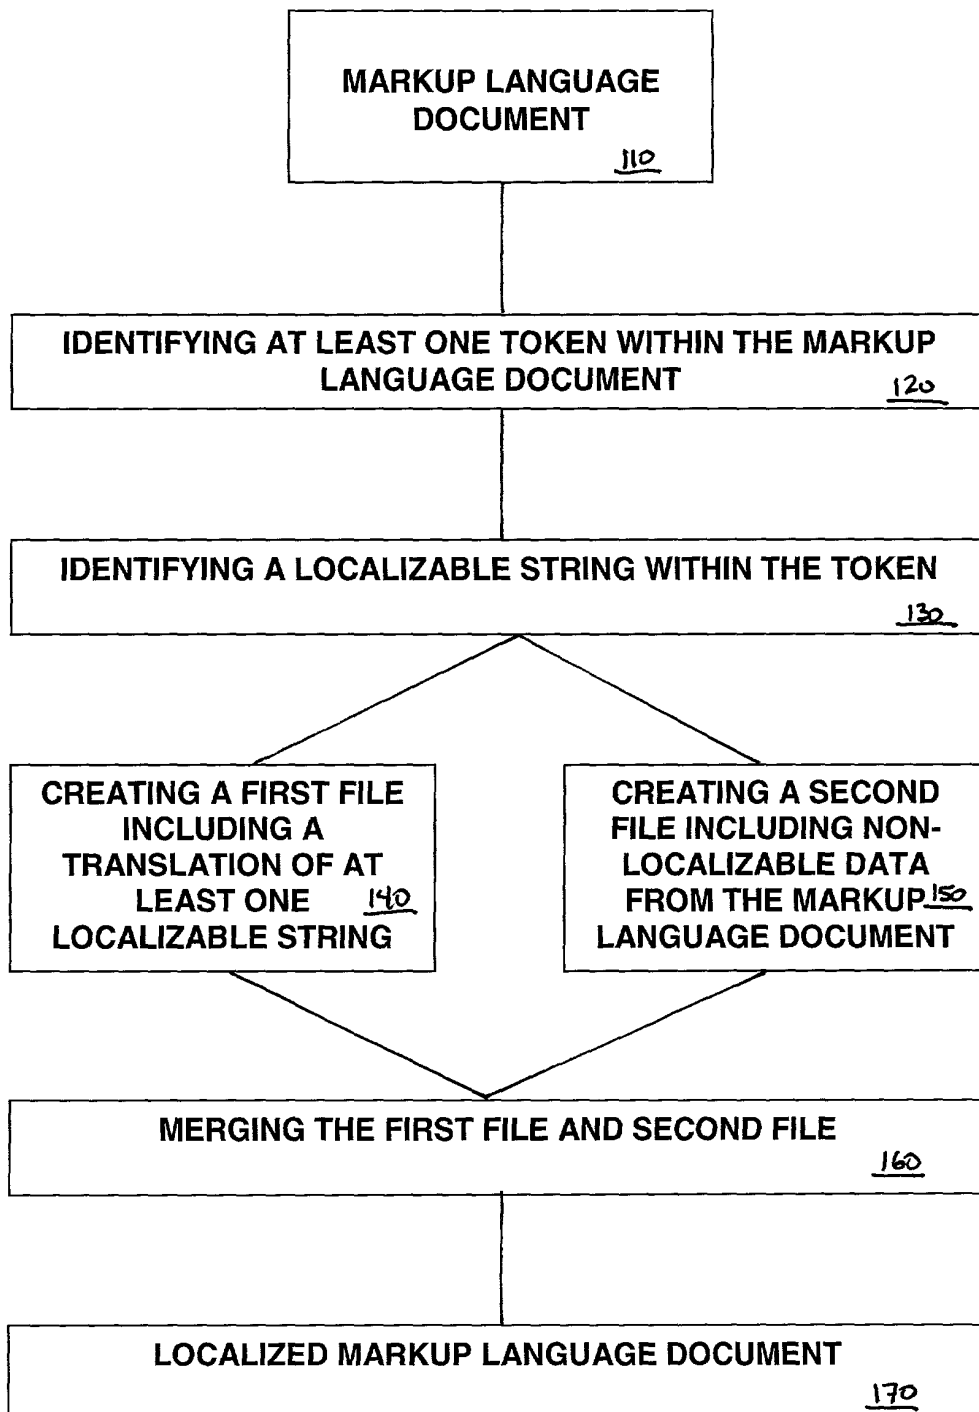 MARKUP LANGUAGE
DOCUMENT
110
IDENTIFYING AT LEAST ONE TOKEN WITHIN THE MARKUP
LANGUAGE DOCUMENT
120
IDENTIFYING A LOCALIZABLE STRING WITHIN THE TOKEN
130
CREATING A FIRST FILE
INCLUDING A
TRANSLATION OF AT
LEAST ONE 140
LOCALIZABLE STRING
CREATING A SECOND
FILE INCLUDING NON-
LOCALIZABLE DATA
FROM THE MARKUP 150
LANGUAGE DOCUMENT
MERGING THE FIRST FILE AND SECOND FILE
160
LOCALIZED MARKUP LANGUAGE DOCUMENT
170